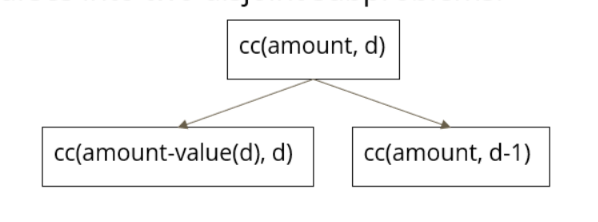 cc(amount, d)
cc(amount-value(d), d)
cc(amount, d-1)